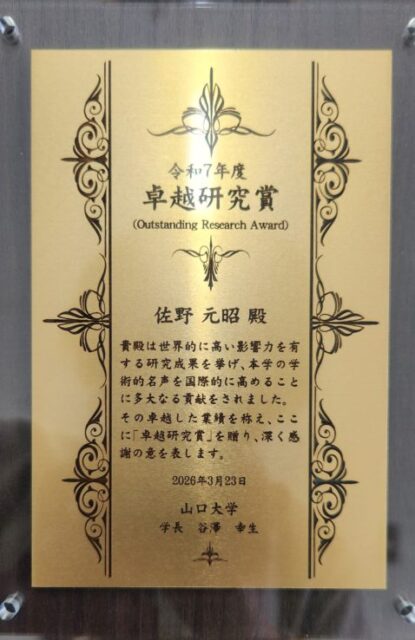 令和7年度
卓越研究賞
(Outstanding Research Award)
佐野 元昭 殿
貴殿は世界的に高い影響力を有
する研究成果を挙げ、本学の学
術的名声を国際的に高めること
に多大なる貢献をされました。
その卓越した業績を称え、ここ
に「卓越研究賞」を贈り、深く感
謝の意を表します。
2026年3月23日
山口大学
学長 谷澤 幸生